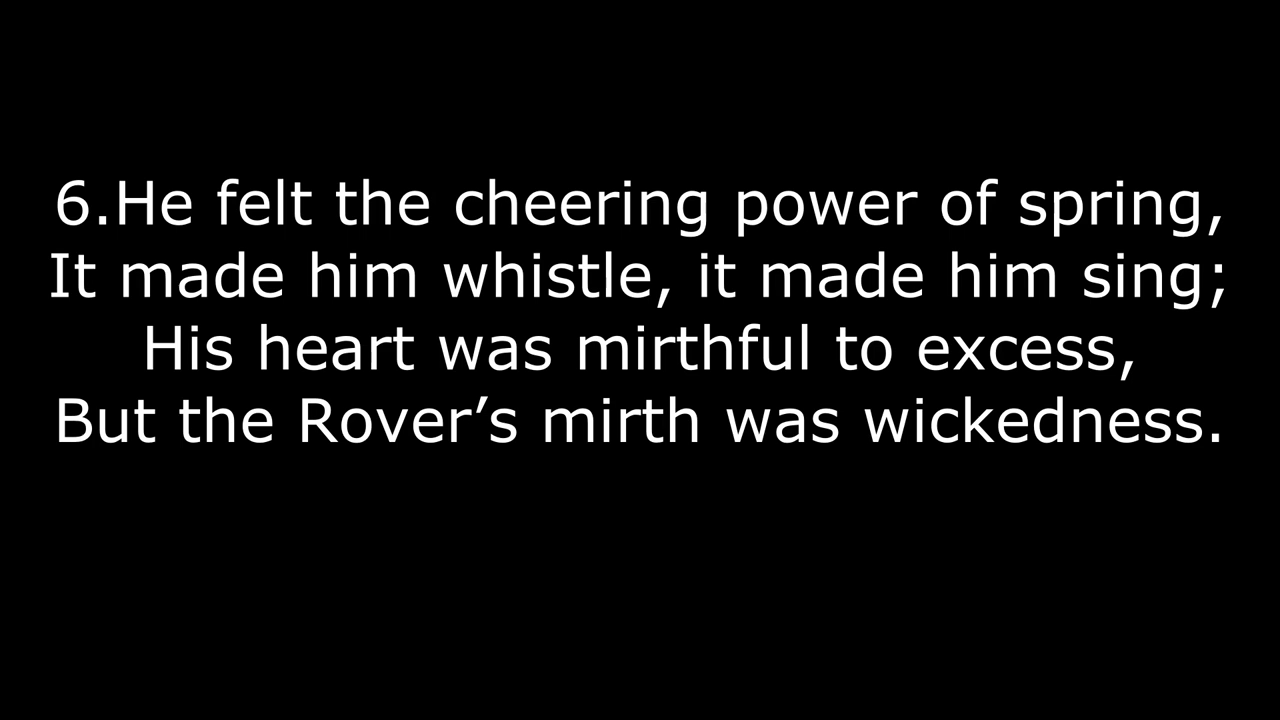 6.He felt the cheering power of spring,
It made him whistle, it made him sing;
His heart was mirthful to excess,
But the Rover’s mirth was wickedness.